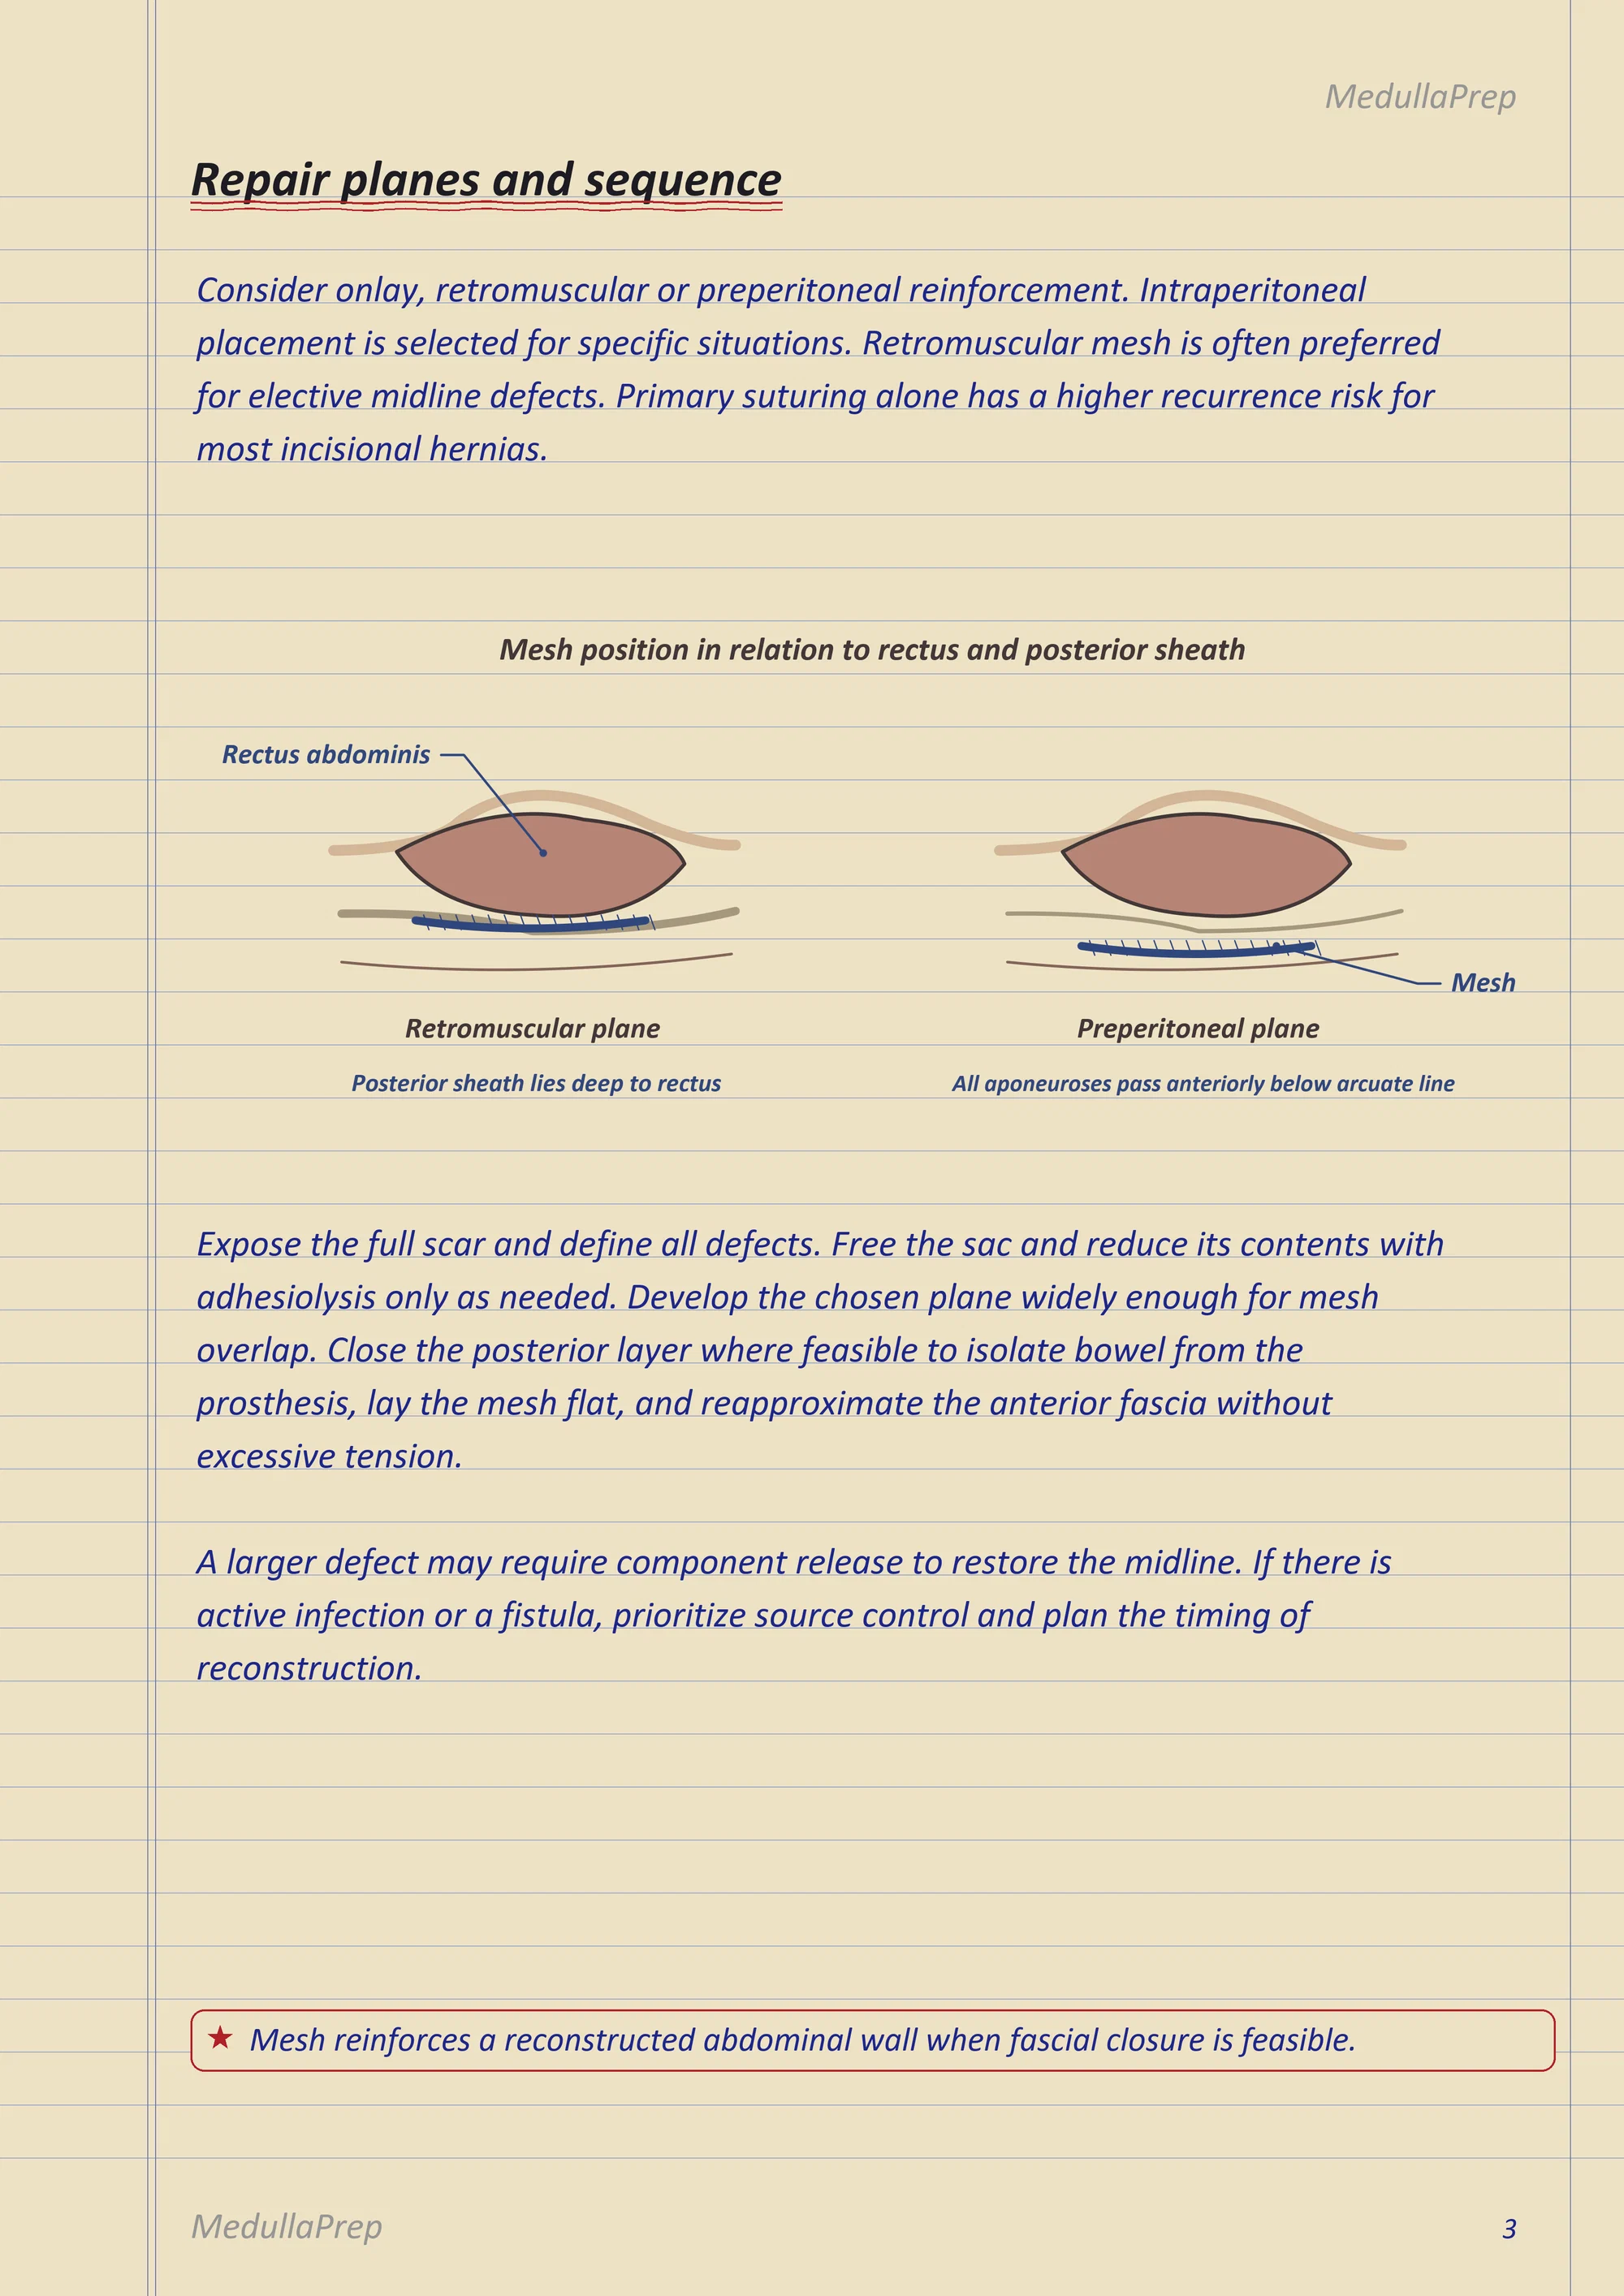 MedullaPrep
Repair planes and sequence
Consider onlay, retromuscular or preperitoneal reinforcement. Intraperitoneal
placement is selected for specific situations. Retromuscular mesh is often preferred
for elective midline defects. Primary suturing alone has a higher recurrence risk for
most incisional hernias.
Mesh position in relation to rectus and posterior sheath
Rectus abdominis
Mesh
Retromuscular plane
Preperitoneal plane
Posterior sheath lies deep to rectus
All aponeuroses pass anteriorly below arcuate line
Expose the full scar and define all defects. Free the sac and reduce its contents with
adhesiolysis only as needed. Develop the chosen plane widely enough for mesh
overlap. Close the posterior layer where feasible to isolate bowel from the
prosthesis, lay the mesh flat, and reapproximate the anterior fascia without
excessive tension.
A larger defect may require component release to restore the midline. If there is
active infection or a fistula, prioritize source control and plan the timing of
reconstruction.
★ Mesh reinforces a reconstructed abdominal wall when fascial closure is feasible.
MedullaPrep
3